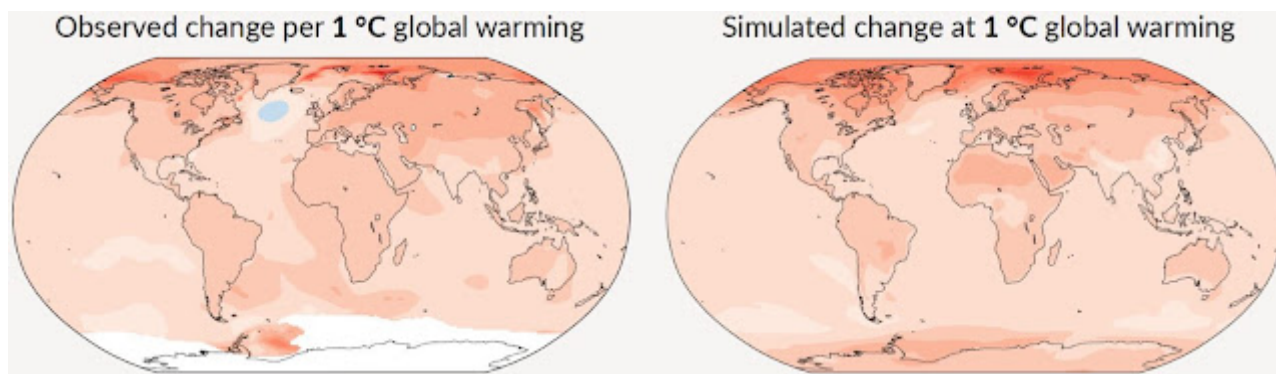 Observed change per 1 °C global warming
Simulated change at 1 °C global warming